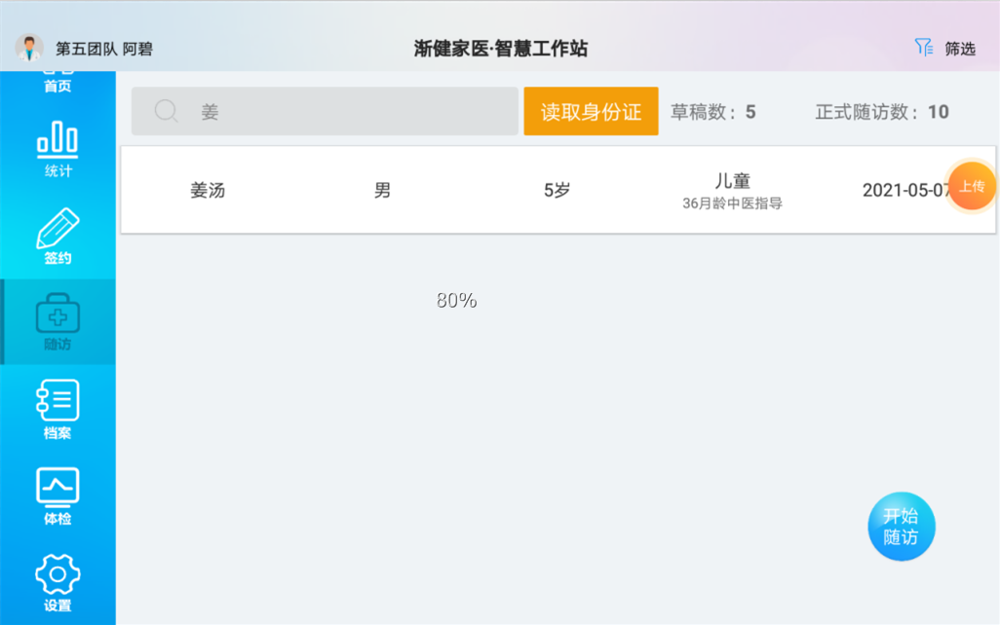 第五团队 阿碧
渐健家医·智慧工作站
筛选
首页
统计
签约
随访
档案
体检
设置
姜
读取身份证
草稿数：5
正式随访数：10
姜汤
男
5岁
儿童
36月龄中医指导
2021-05-07
上传
80%
开始
随访